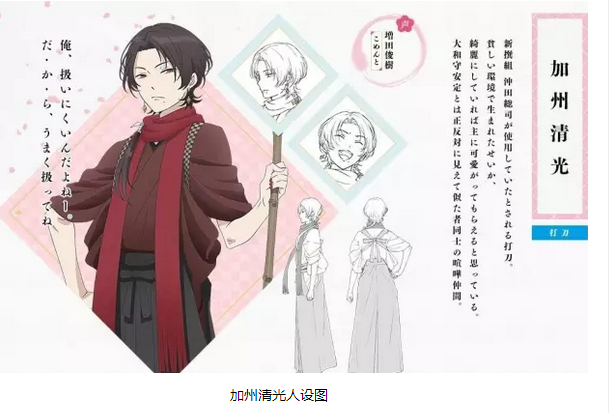 加州清光
打刀
新撰組 沖田総司が使用していたとされる打刀。
貧しい環境で生まれたせいか、
綺麗にしていれば主に可愛がってもらえると思っている。
大和守安定とは正反対に見えて似た者同士の喧嘩仲間。
声
増田俊樹
こめんと
俺、扱いにくいんだよねー。
だ・か・ら、うまく扱ってね
加州清光人设图